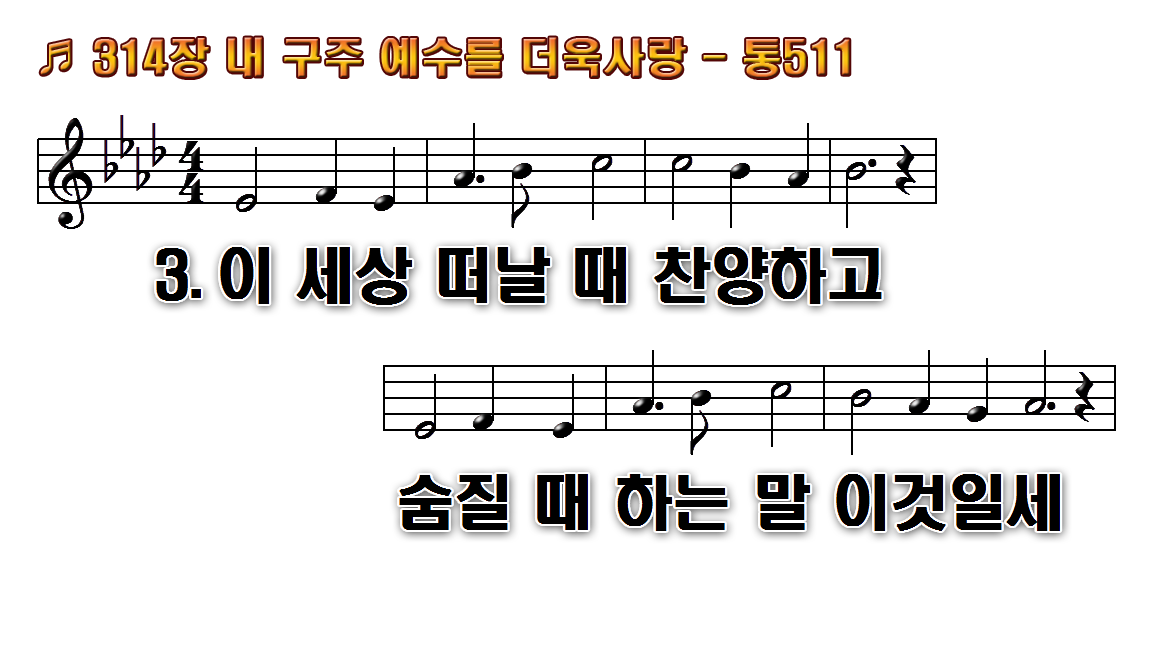 ♬ 314장 내 구주 예수를 더욱사랑 - 통511
3. 이 세상 떠날 때 찬양하고
숨질 때 하는 말 이것일세